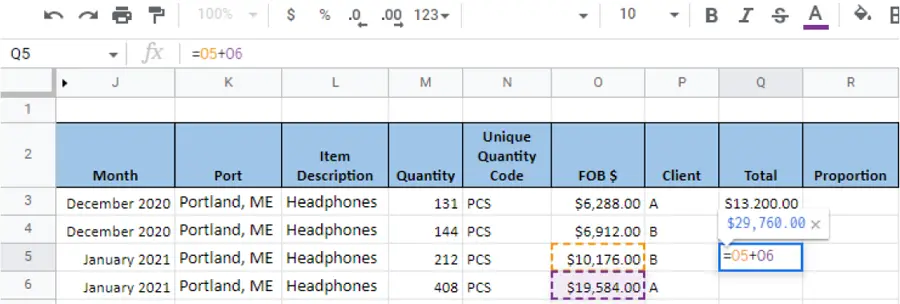 100% $ % .0 .00 123 10 B I S A
Q5 fx =O5+O6
J K L M N O P Q R
1
2 Month Port Item Description Quantity Unique Quantity Code FOB $ Client Total Proportion
3 December 2020 Portland, ME Headphones 131 PCS $6,288.00 A $13,200.00
$29,760.00 ×
4 December 2020 Portland, ME Headphones 144 PCS $6,912.00 B
5 January 2021 Portland, ME Headphones 212 PCS $10,176.00 B =O5+O6
6 January 2021 Portland, ME Headphones 408 PCS $19,584.00 A